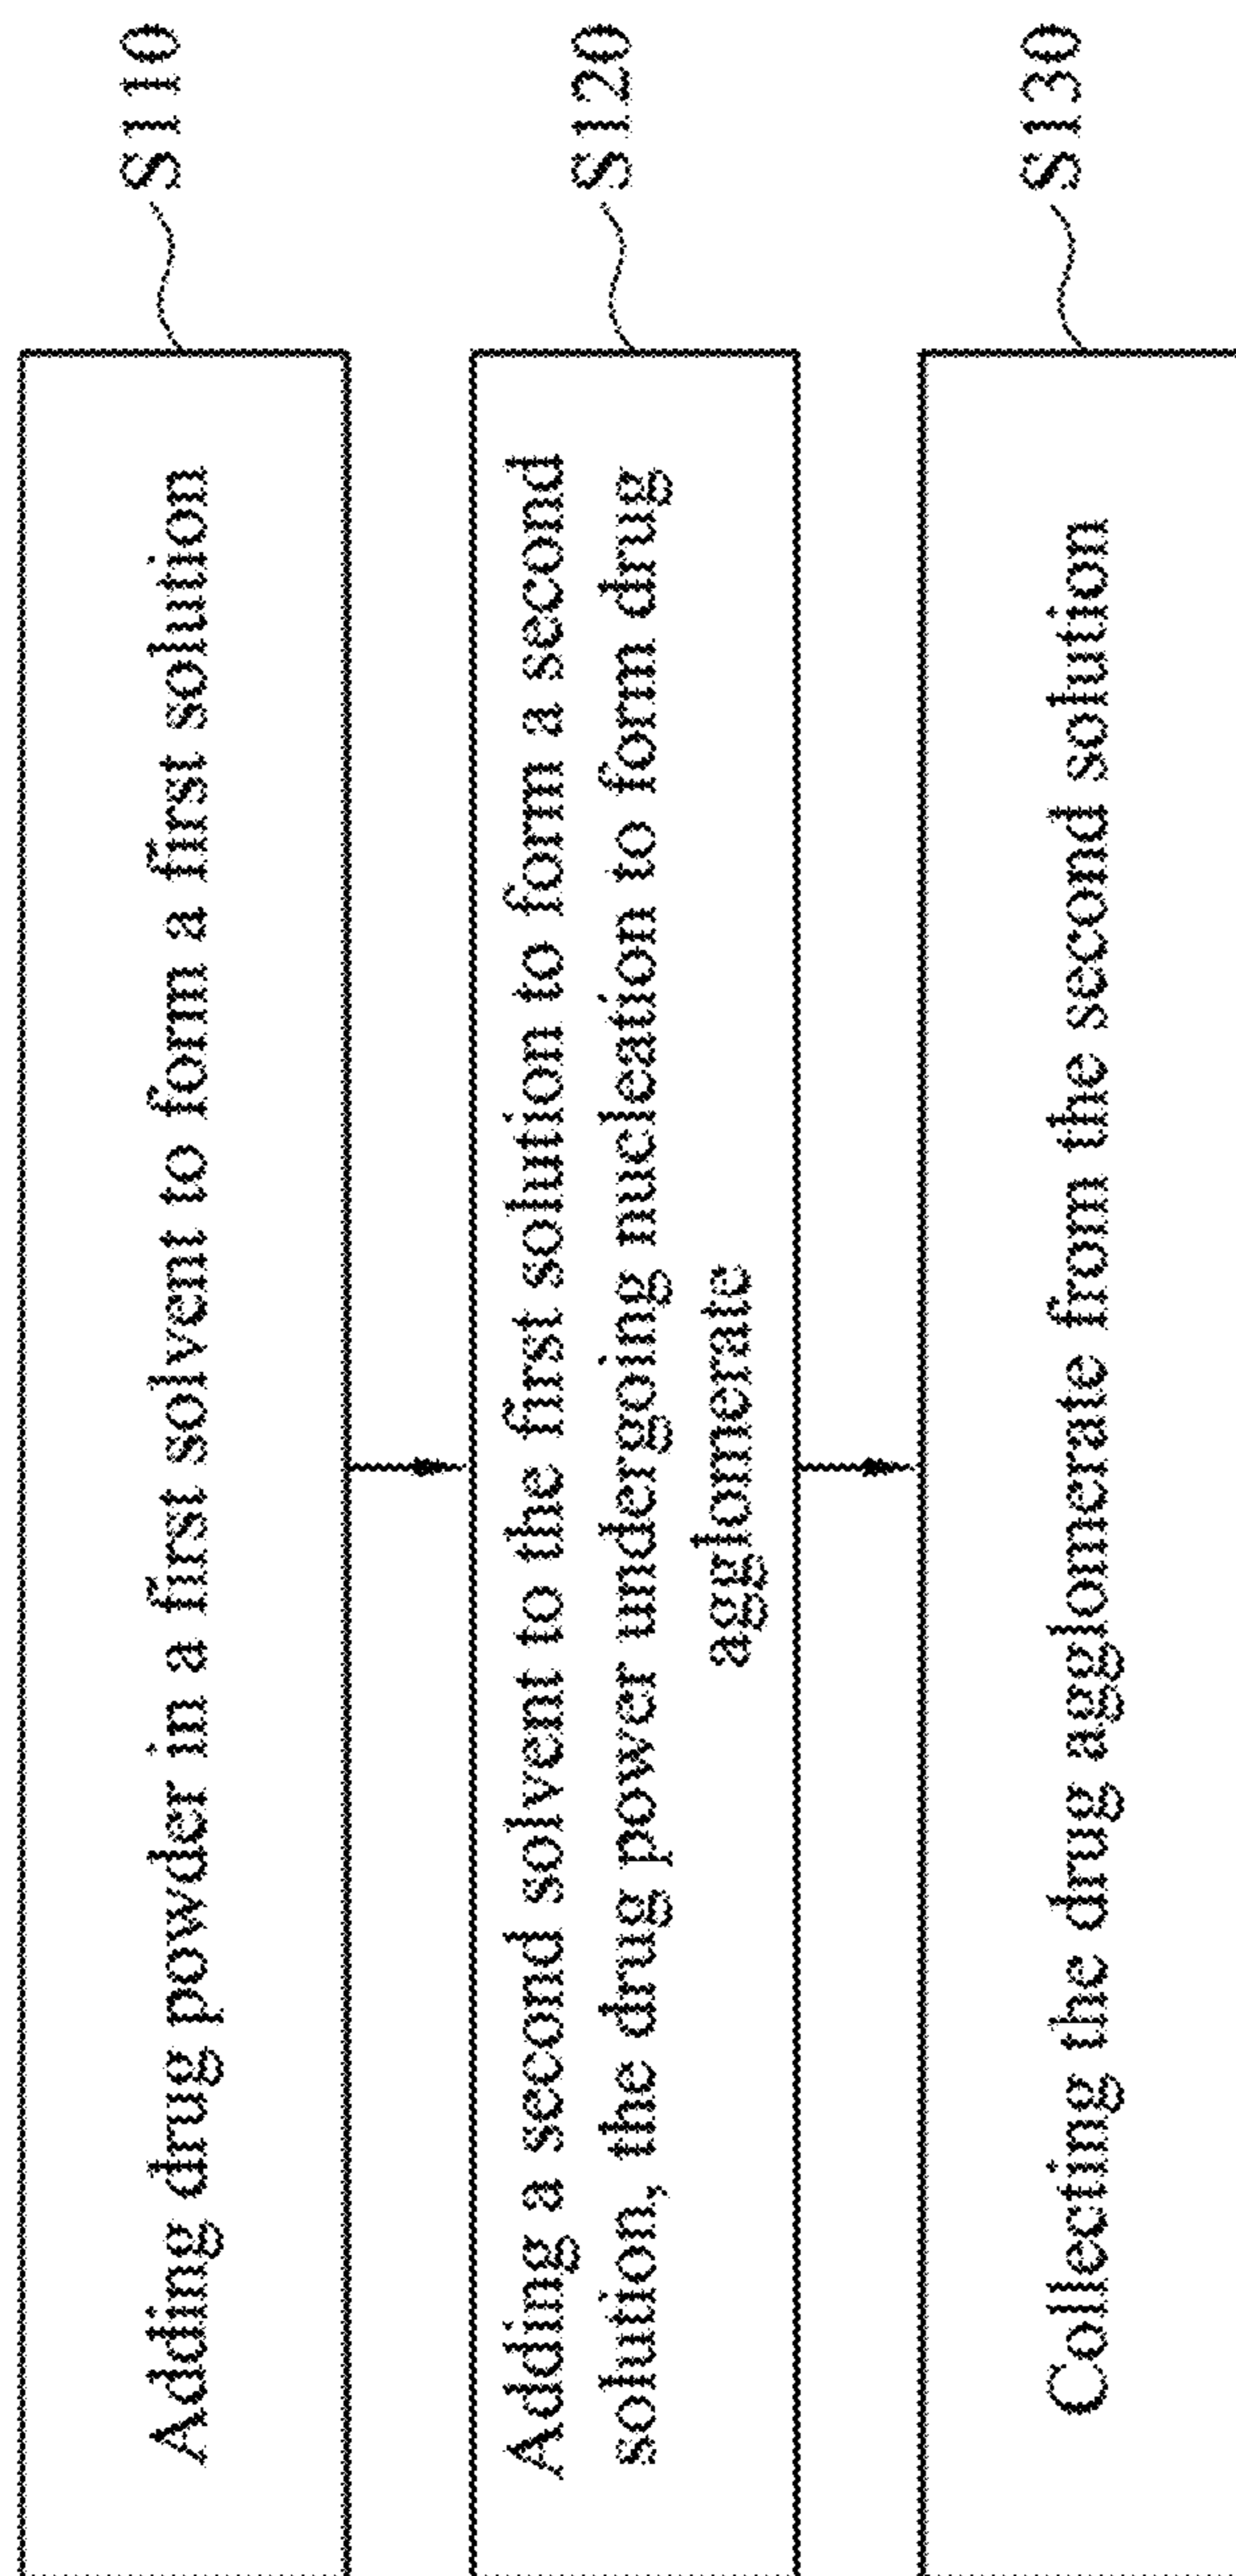 Adding drug powder in a first solvent to form a first solution
S110
Adding a second solvent to the first solution to form a second
solution, the drug power undergoing nucleation to form drug
agglomerate
S120
Collecting the drug agglomerate from the second solution
S130